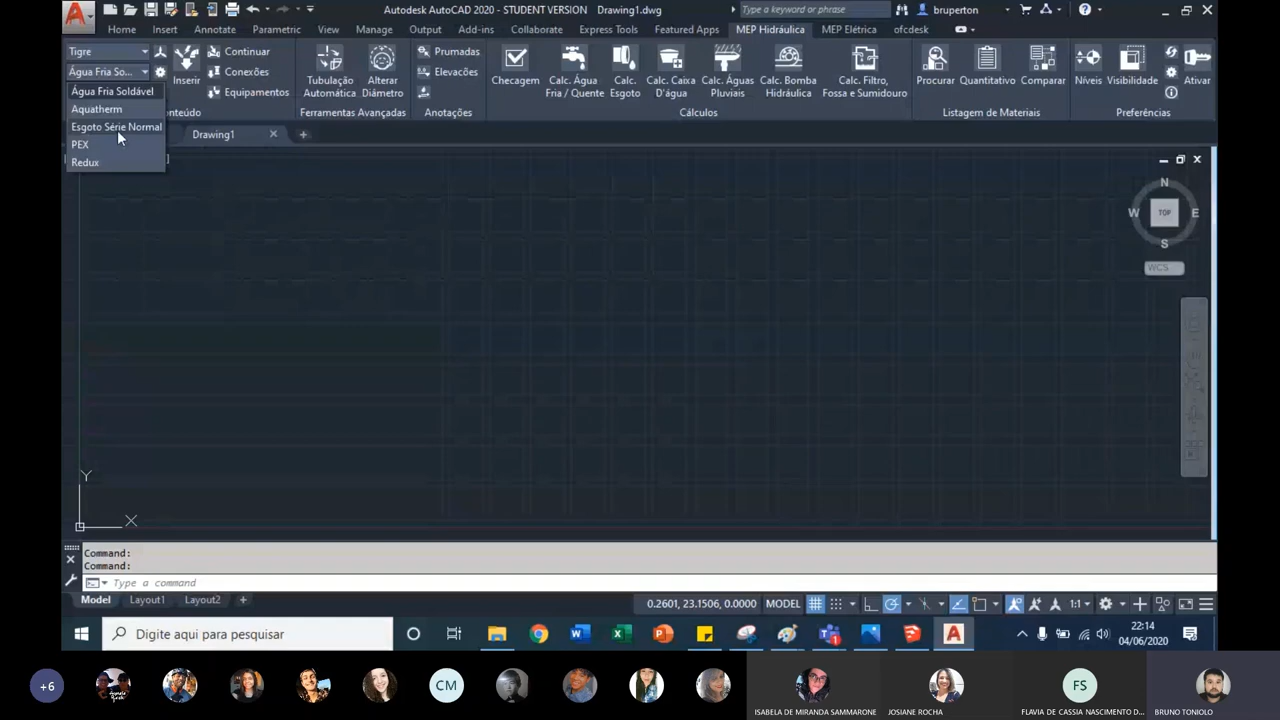 Autodesk AutoCAD 2020 - STUDENT VERSION Drawing1.dwg
Type a keyword or phrase
bruperton
Home Insert Annotate Parametric View Manage Output Add-ins Collaborate Express Tools Featured Apps MEP Hidráulica MEP Elétrica ofcdesk
Tigre
Água Fria So...
Água Fria Soldável
Aquatherm
Esgoto Série Normal
PEX
Redux
Inserir
Continuar
Conexões
Equipamentos
Tubulação Automática
Alterar Diâmetro
Ferramentas Avançadas
Prumadas
Elevacões
Anotações
Checagem
Calc. Água Fria / Quente
Calc. Esgoto
Calc. Caixa D'água
Calc. Águas Pluviais
Calc. Bomba Hidráulica
Calc. Filtro, Fossa e Sumidouro
Cálculos
Procurar
Quantitativo
Comparar
Listagem de Materiais
Níveis
Visibilidade
Ativar
Preferências
Drawing1
N
W TOP E
S
WCS
Y
X
Command:
Command:
Type a command
Model Layout1 Layout2
0.2601, 23.1506, 0.0000 MODEL
1:1
Digite aqui para pesquisar
22:14
04/06/2020
+6
CM
FS
ISABELA DE MIRANDA SAMMARONE
JOSIANE ROCHA
FLAVIA DE CASSIA NASCIMENTO D...
BRUNO TONIOLO